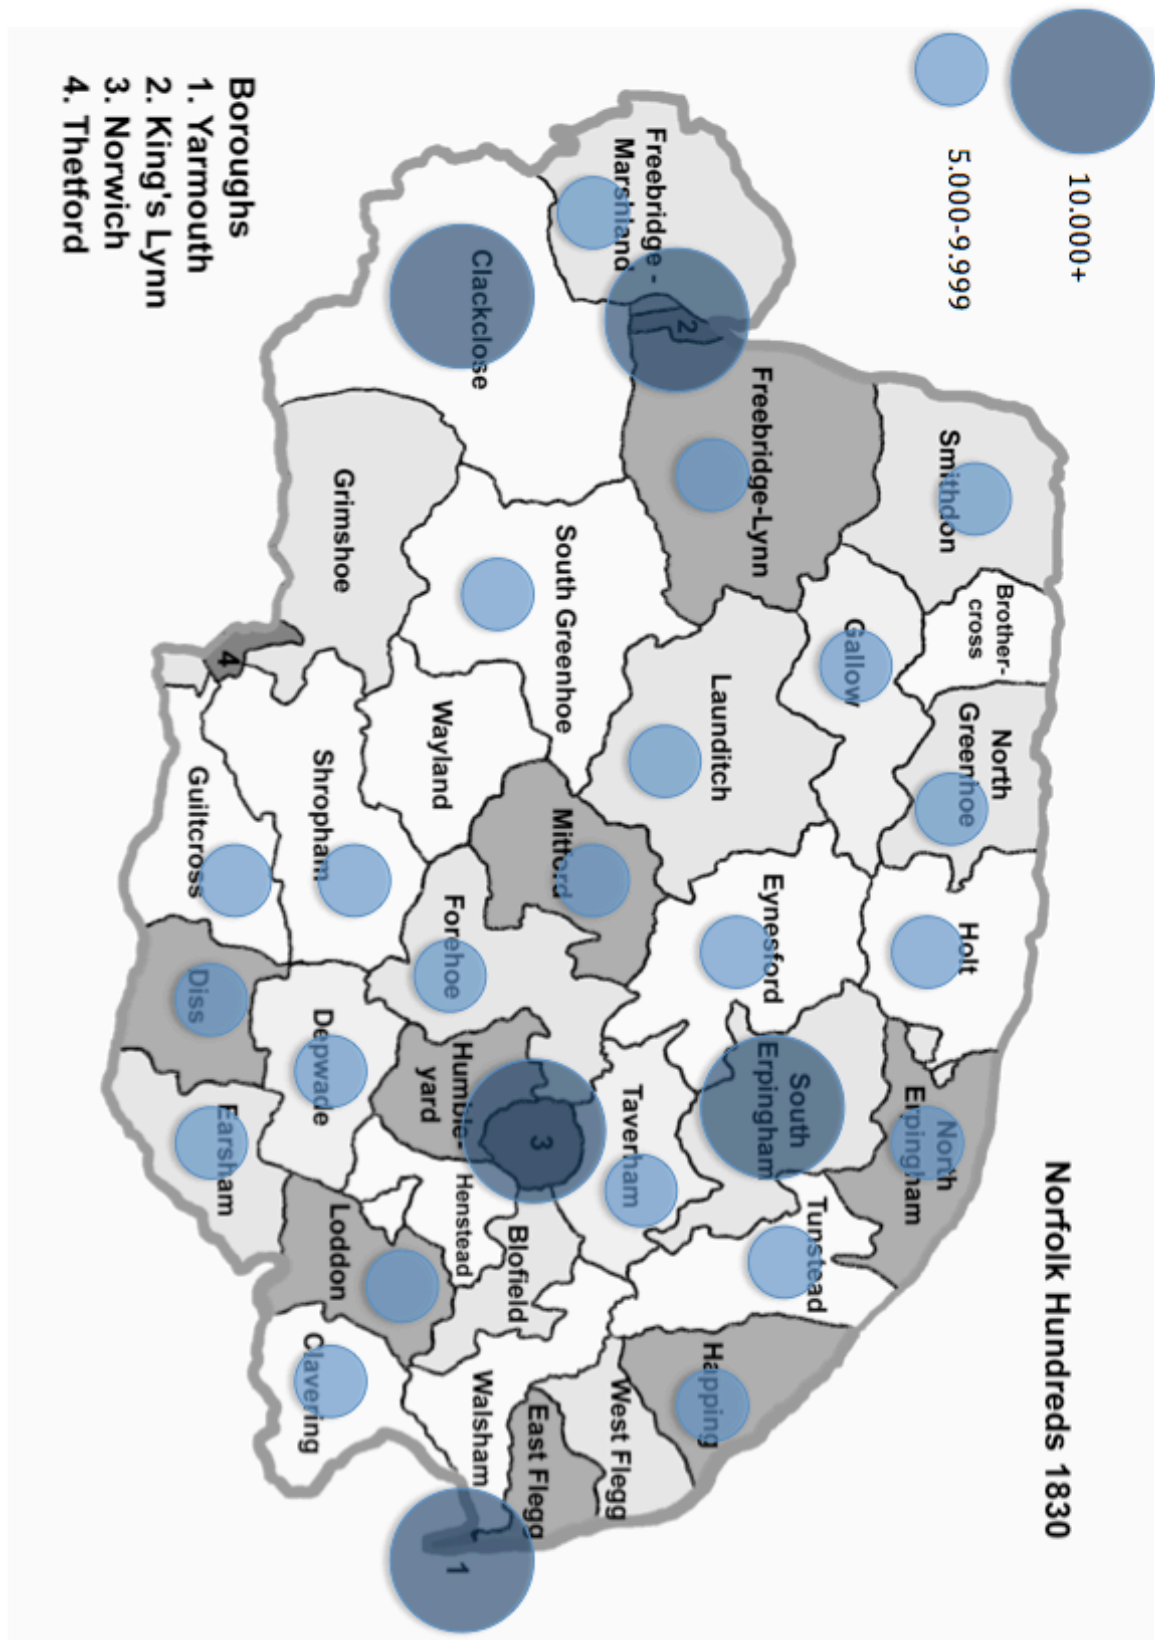 Norfolk Hundreds 1830
10.000+
5.000-9.999
Smithdon
Brother-
cross
North
Greenhoe
Holt
North
Erpingham
Gallow
South
Erpingham
Tunstead
Freebridge-Lynn
Launditch
Eynesford
Happing
Freebridge -
Marshland
2
Taverham
West Flegg
South Greenhoe
Mitford
3
Blofield
East Flegg
Clackclose
Wayland
Forehoe
Humble-
yard
Henstead
Walsham
1
Grimshoe
Shropham
Depwade
Loddon
Clavering
4
Guiltcross
Diss
Earsham
Boroughs
1. Yarmouth
2. King's Lynn
3. Norwich
4. Thetford